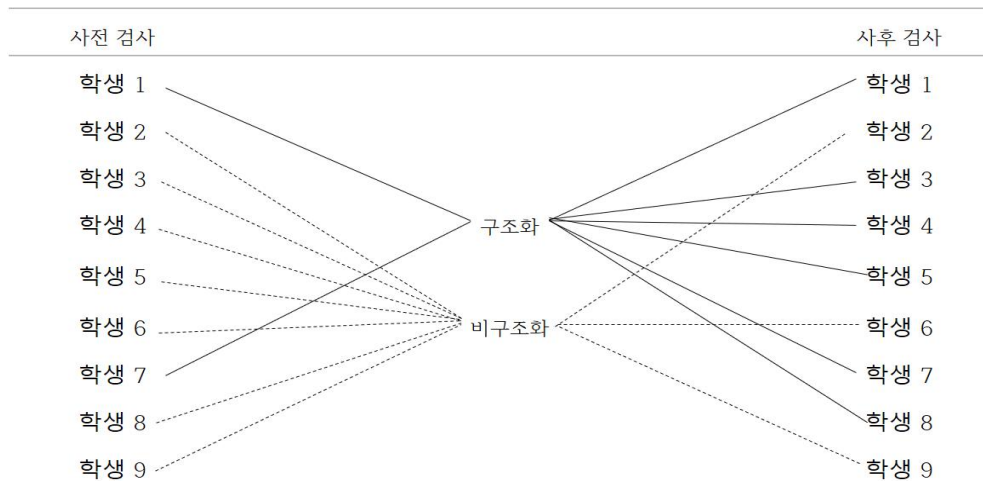 사전 검사 사후 검사
학생 1 학생 1
학생 2 학생 2
학생 3 학생 3
학생 4 구조화 학생 4
학생 5 학생 5
학생 6 비구조화 학생 6
학생 7 학생 7
학생 8 학생 8
학생 9 학생 9